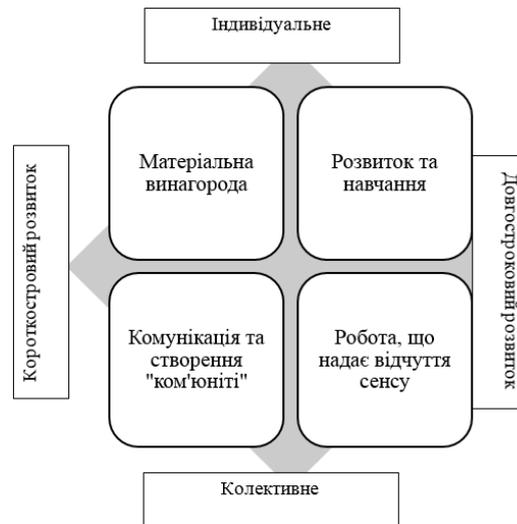 Індивідуальне
Матеріальна
винагорода
Розвиток та
навчання
Короткостровий розвиток
Довгостроковий розвиток
Комунікація та
створення
"ком'юніті"
Робота, що
надає відчуття
сенсу
Колективне